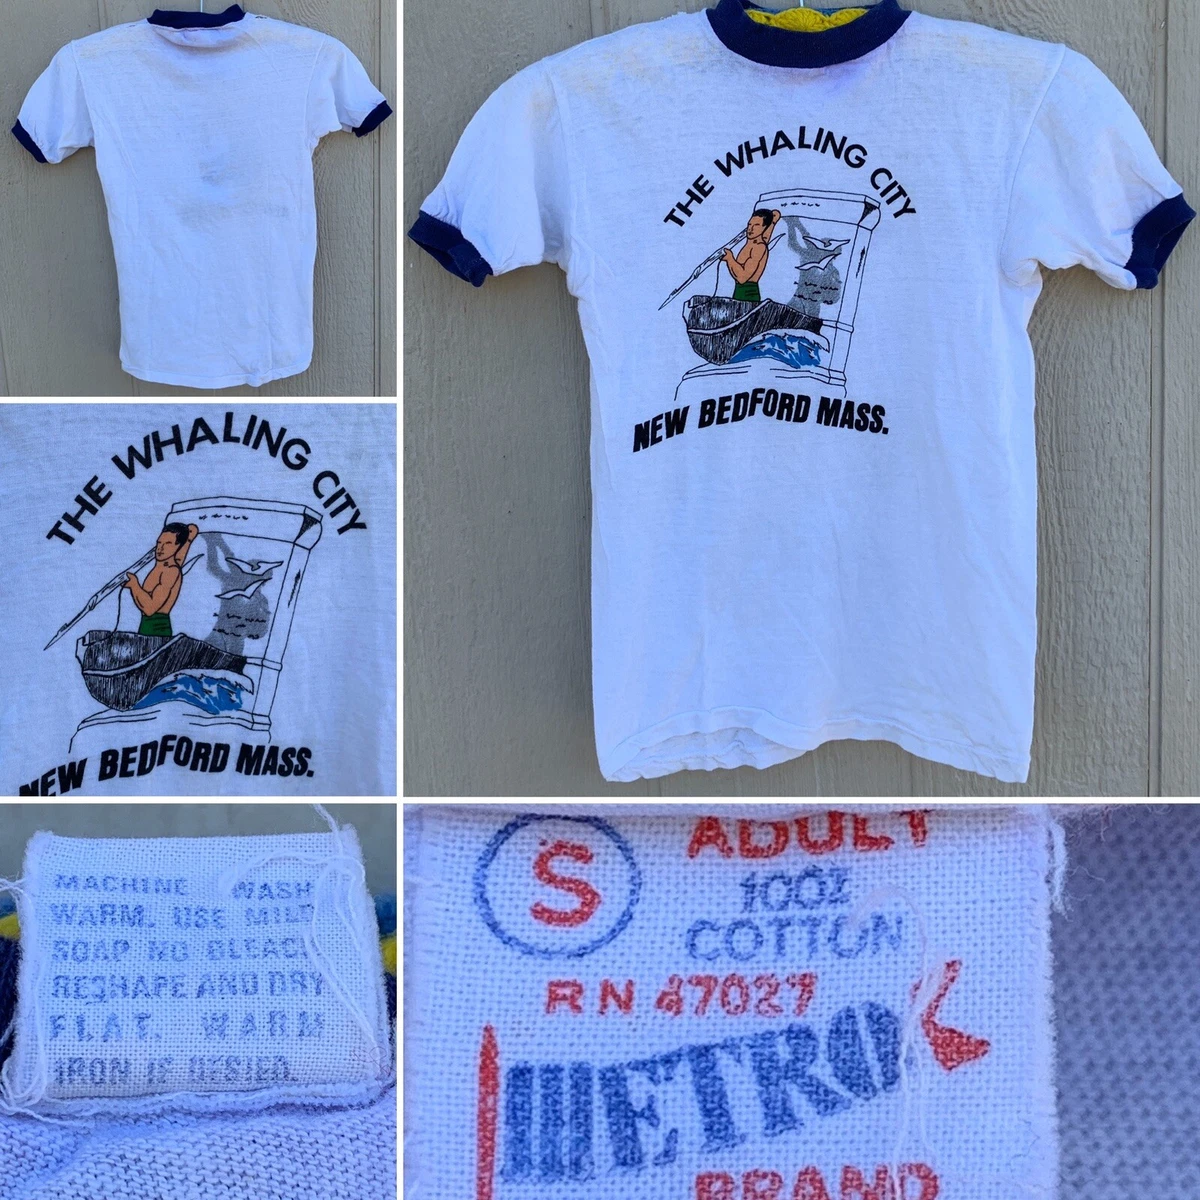 THE WHALING CITY
NEW BEDFORD MASS.
THE WHALING CITY
NEW BEDFORD MASS.
MACHINE WASH
WARM. USE MILD
SOAP NO BLEACH
RESHAPE AND DRY
FLAT. WARM
IRON IF DESIED.
S ADULT
100%
COTTON
RN 47027
METRO
BRAND